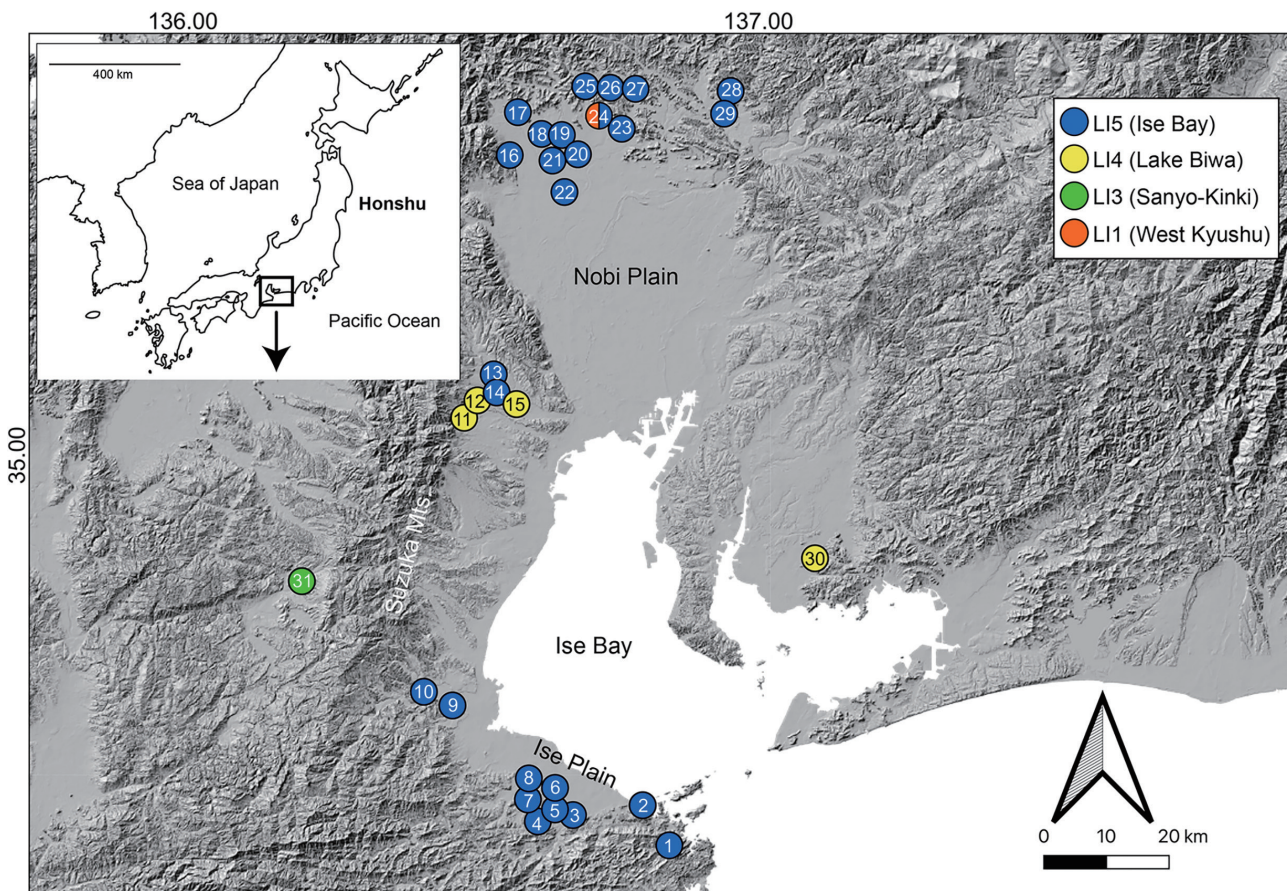 136.00
137.00
400 km
Sea of Japan
Honshu
Pacific Ocean
LI5 (Ise Bay)
LI4 (Lake Biwa)
LI3 (Sanyo-Kinki)
LI1 (West Kyushu)
25
26
27
28
17
24
29
18
19
23
16
21
20
22
Nobi Plain
13
14
12
15
11
35.00
Suzuka Mts.
30
31
Ise Bay
10
9
Ise Plain
8
6
7
5
3
2
4
1
0
10
20 km